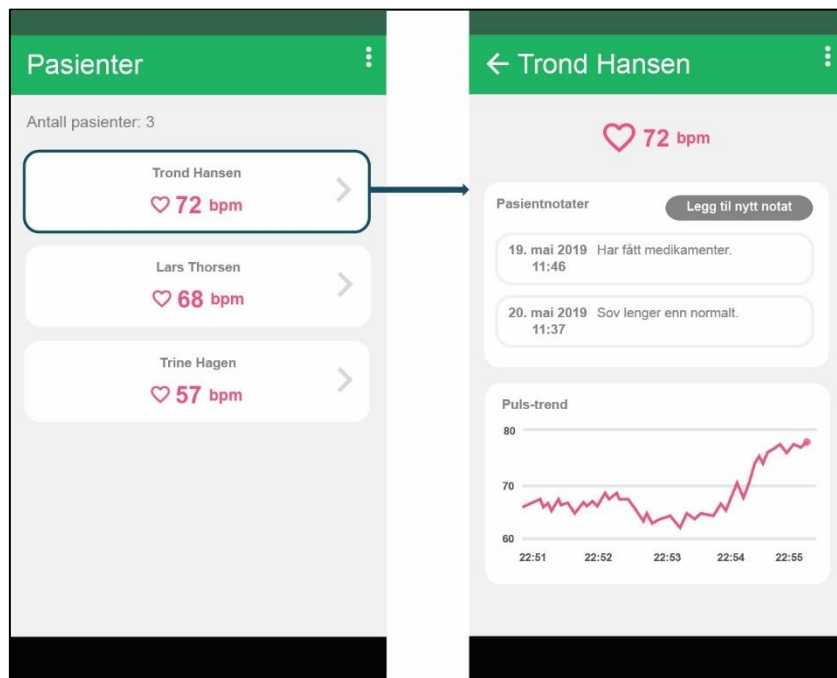 Pasienter
Antall pasienter: 3
Trond Hansen
72 bpm
Lars Thorsen
68 bpm
Trine Hagen
57 bpm
Trond Hansen
72 bpm
Pasientnotater
Legg til nytt notat
19. mai 2019 Har fått medikamenter.
11:46
20. mai 2019 Sov lenger enn normalt.
11:37
Puls-trend
80
70
60
22:51 22:52 22:53 22:54 22:55